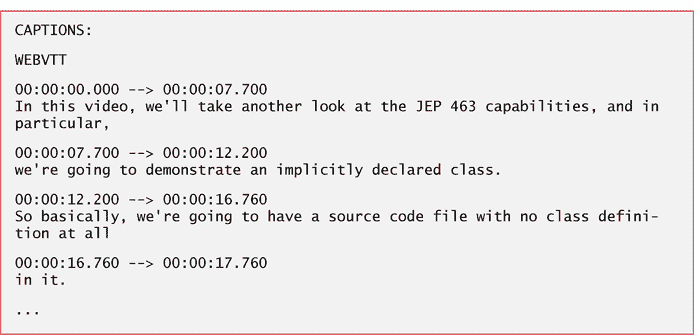 CAPTIONS:
WEBVTT
00:00:00.000 --> 00:00:07.700
In this video, we'll take another look at the JEP 463 capabilities, and in
particular,
00:00:07.700 --> 00:00:12.200
we're going to demonstrate an implicitly declared class.
00:00:12.200 --> 00:00:16.760
So basically, we're going to have a source code file with no class defini-
tion at all
00:00:16.760 --> 00:00:17.760
in it.
...